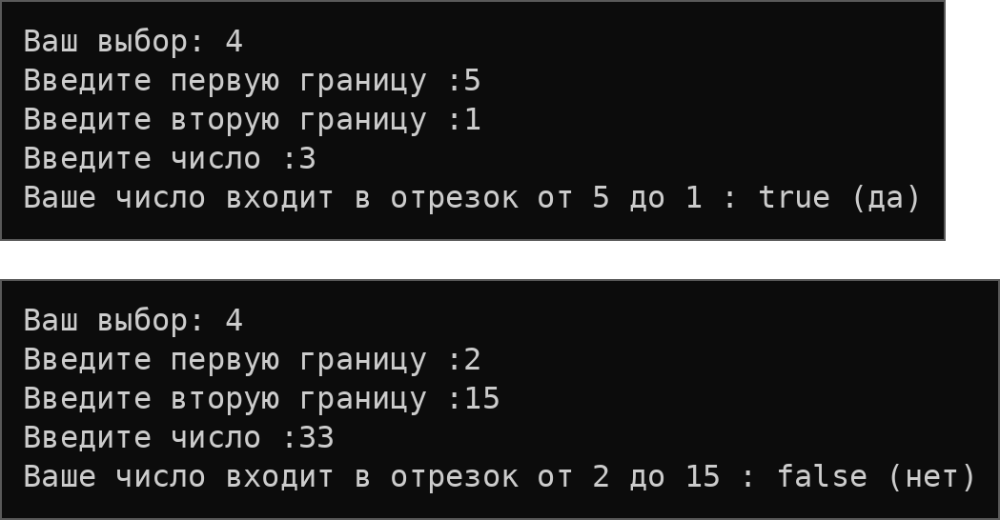 Ваш выбор: 4
Введите первую границу :5
Введите вторую границу :1
Введите число :3
Ваше число входит в отрезок от 5 до 1 : true (да)
Ваш выбор: 4
Введите первую границу :2
Введите вторую границу :15
Введите число :33
Ваше число входит в отрезок от 2 до 15 : false (нет)